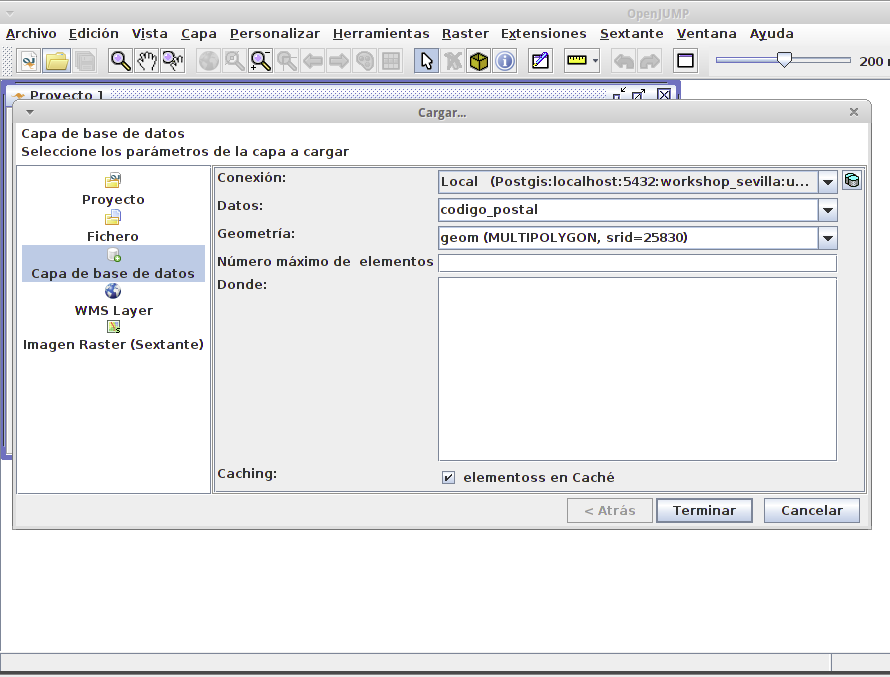 OpenJUMP
Archivo Edición Vista Capa Personalizar Herramientas Raster Extensiones Sextante Ventana Ayuda
200
Proyecto 1
Cargar...
Capa de base de datos
Seleccione los parámetros de la capa a cargar
Proyecto
Fichero
Capa de base de datos
WMS Layer
Imagen Raster (Sextante)
Conexión: Local (Postgis:localhost:5432:workshop_sevilla:u...
Datos: codigo_postal
Geometría: geom (MULTIPOLYGON, srid=25830)
Número máximo de elementos
Donde:
Caching: elementoss en Caché
< Atrás Terminar Cancelar